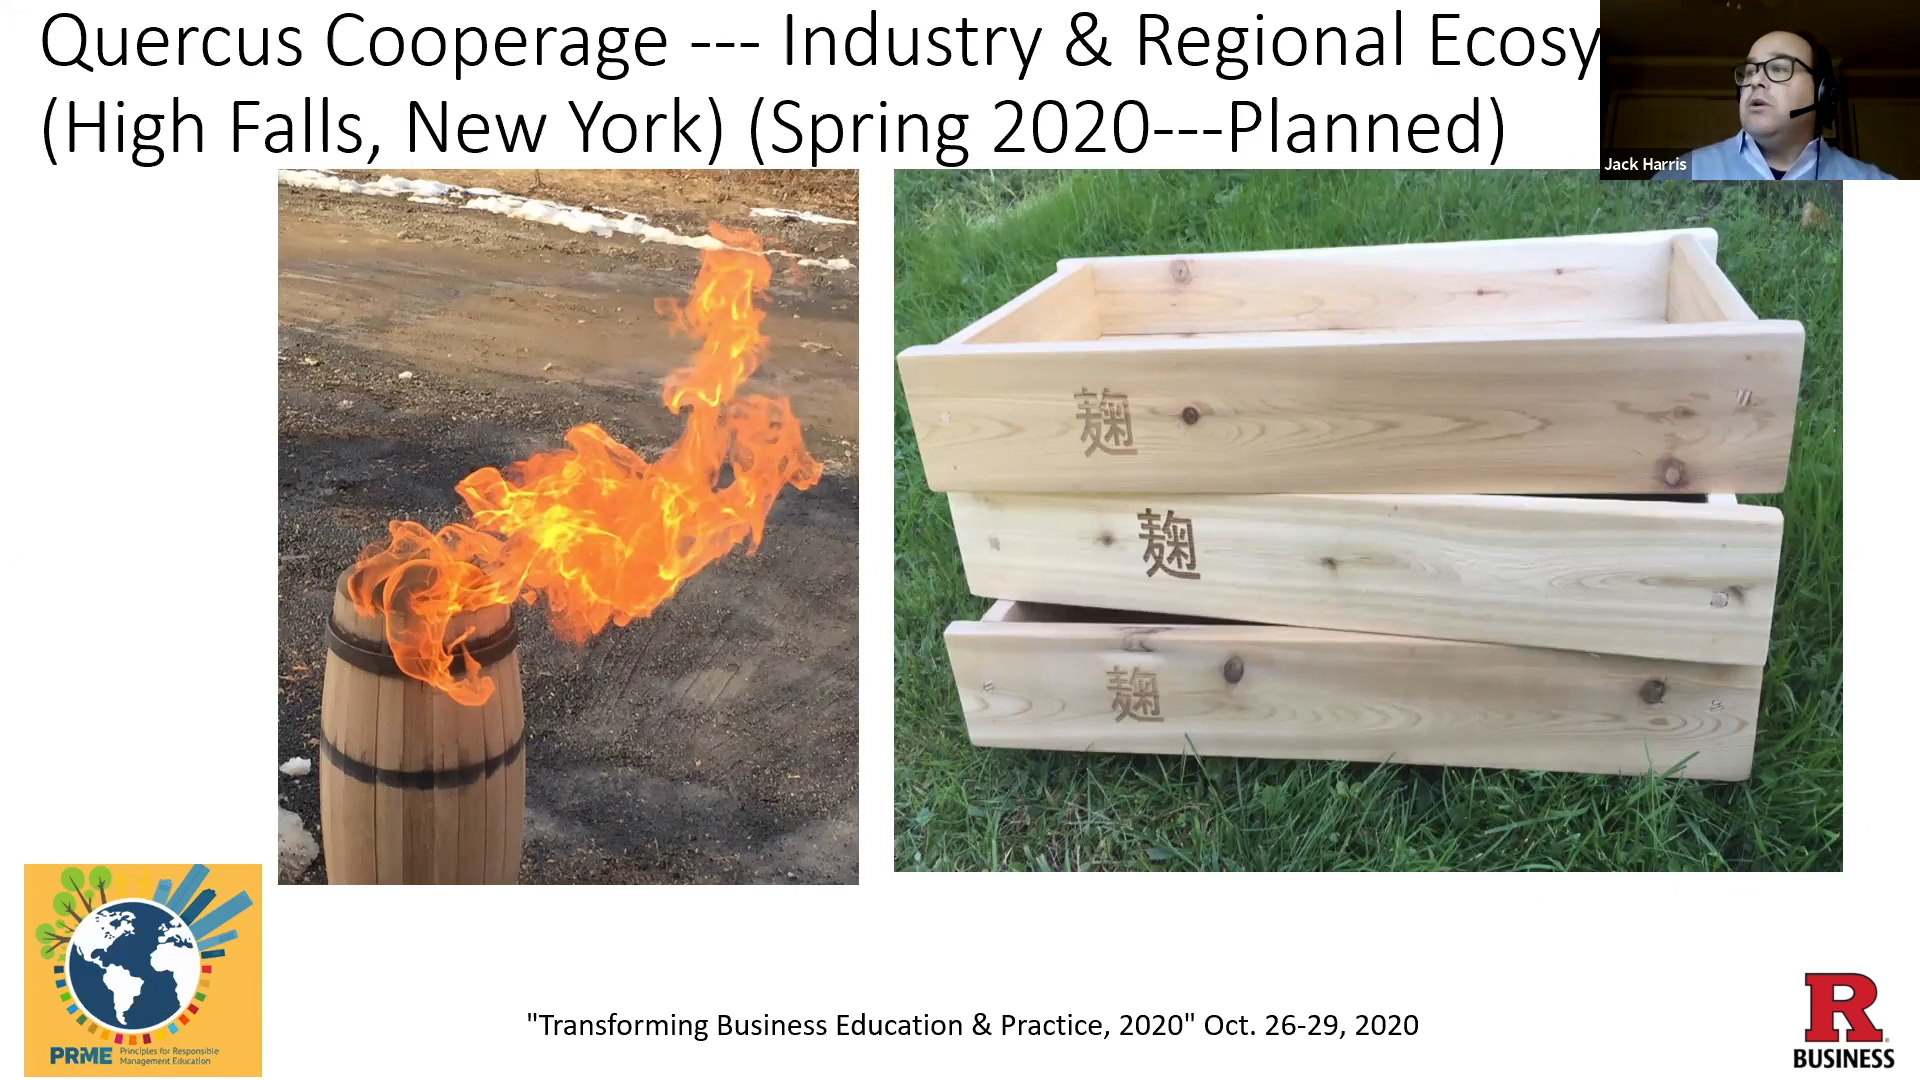 Quercus Cooperage --- Industry & Regional Ecosy
(High Falls, New York) (Spring 2020---Planned)
Jack Harris
麹
麹
麹
PRiME Principles for Responsible
Management Education
"Transforming Business Education & Practice, 2020" Oct. 26-29, 2020
R
BUSINESS